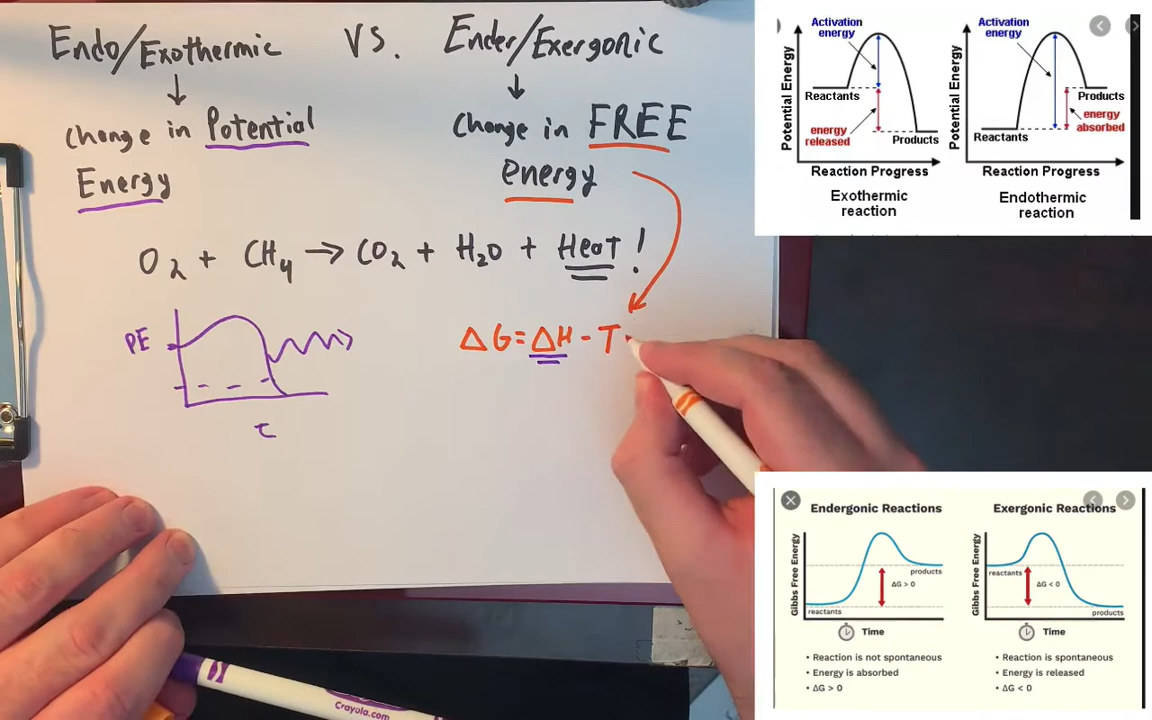 Endo/Exothermic VS. Ender/Exergonic
change in Potential Energy
change in FREE energy
O2 + CH4 → CO2 + H2O + Heat!
PE
τ
ΔG = ΔH - T
Crayola.com
Activation energy
Reactants
energy released
Products
Potential Energy
Reaction Progress
Exothermic reaction
Activation energy
Products
energy absorbed
Reactants
Potential Energy
Reaction Progress
Endothermic reaction
Endergonic Reactions
Gibbs Free Energy
products
ΔG > 0
reactants
Time
• Reaction is not spontaneous
• Energy is absorbed
• ΔG > 0
Exergonic Reactions
Gibbs Free Energy
reactants
ΔG < 0
products
Time
• Reaction is spontaneous
• Energy is released
• ΔG < 0